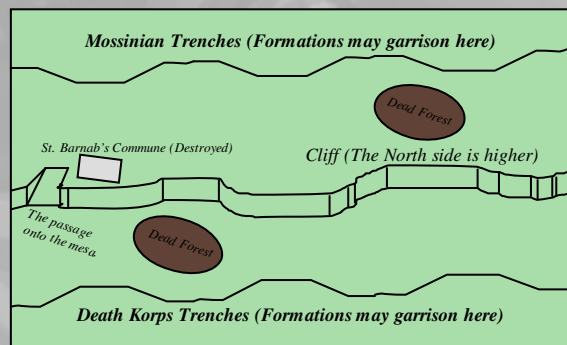 Mossinian Trenches (Formations may garrison here)
Dead Forest
St. Barnab's Commune (Destroyed)
Cliff (The North side is higher)
The passage
onto the mesa.
Dead Forest
Death Korps Trenches (Formations may garrison here)